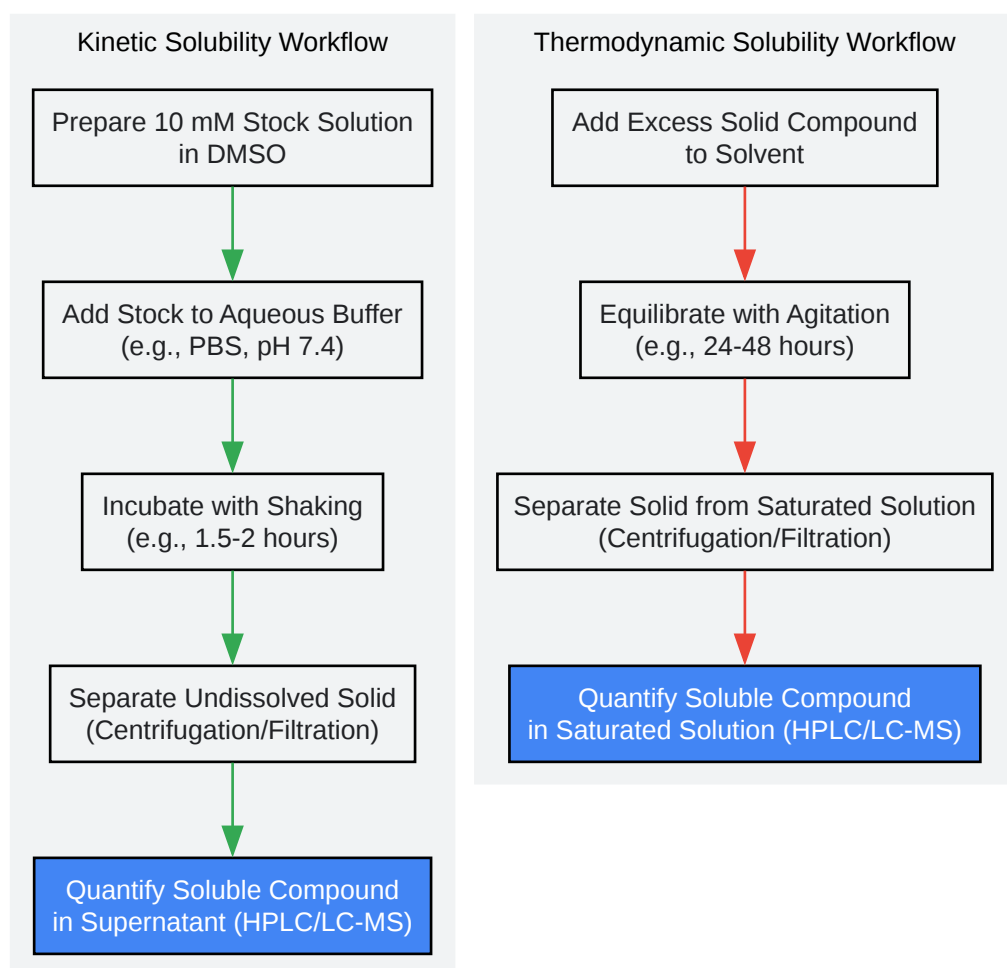 Kinetic Solubility Workflow
Prepare 10 mM Stock Solution
in DMSO
Add Stock to Aqueous Buffer
(e.g., PBS, pH 7.4)
Incubate with Shaking
(e.g., 1.5-2 hours)
Separate Undissolved Solid
(Centrifugation/Filtration)
Quantify Soluble Compound
in Supernatant (HPLC/LC-MS)
Thermodynamic Solubility Workflow
Add Excess Solid Compound
to Solvent
Equilibrate with Agitation
(e.g., 24-48 hours)
Separate Solid from Saturated Solution
(Centrifugation/Filtration)
Quantify Soluble Compound
in Saturated Solution (HPLC/LC-MS)